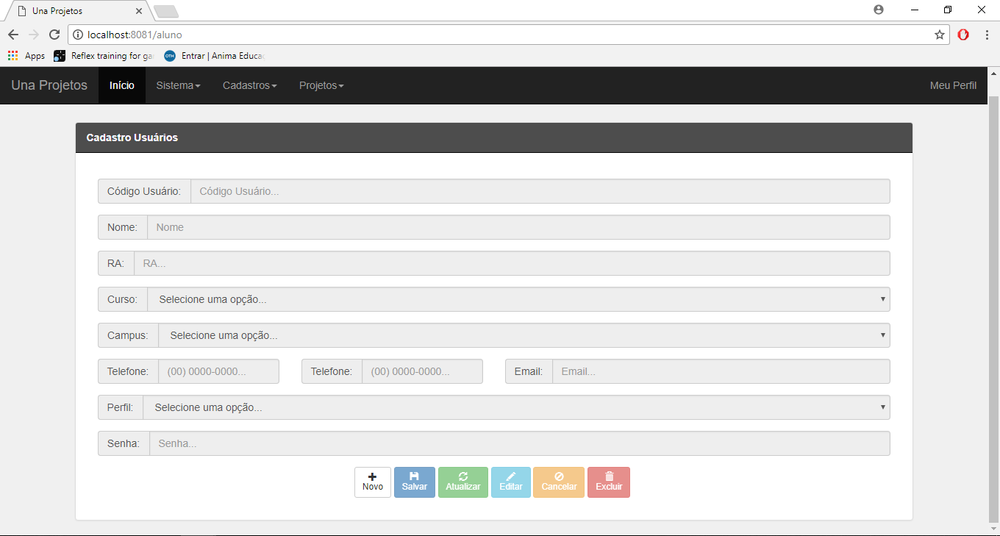 Una Projetos
localhost:8081/aluno
Apps Reflex training for ga Entrar | Anima Educac
Una Projetos Início Sistema Cadastros Projetos Meu Perfil
Cadastro Usuários
Código Usuário: Código Usuário...
Nome: Nome
RA: RA...
Curso: Selecione uma opção...
Campus: Selecione uma opção...
Telefone: (00) 0000-0000... Telefone: (00) 0000-0000... Email: Email...
Perfil: Selecione uma opção...
Senha: Senha...
Novo Salvar Atualizar Editar Cancelar Excluir